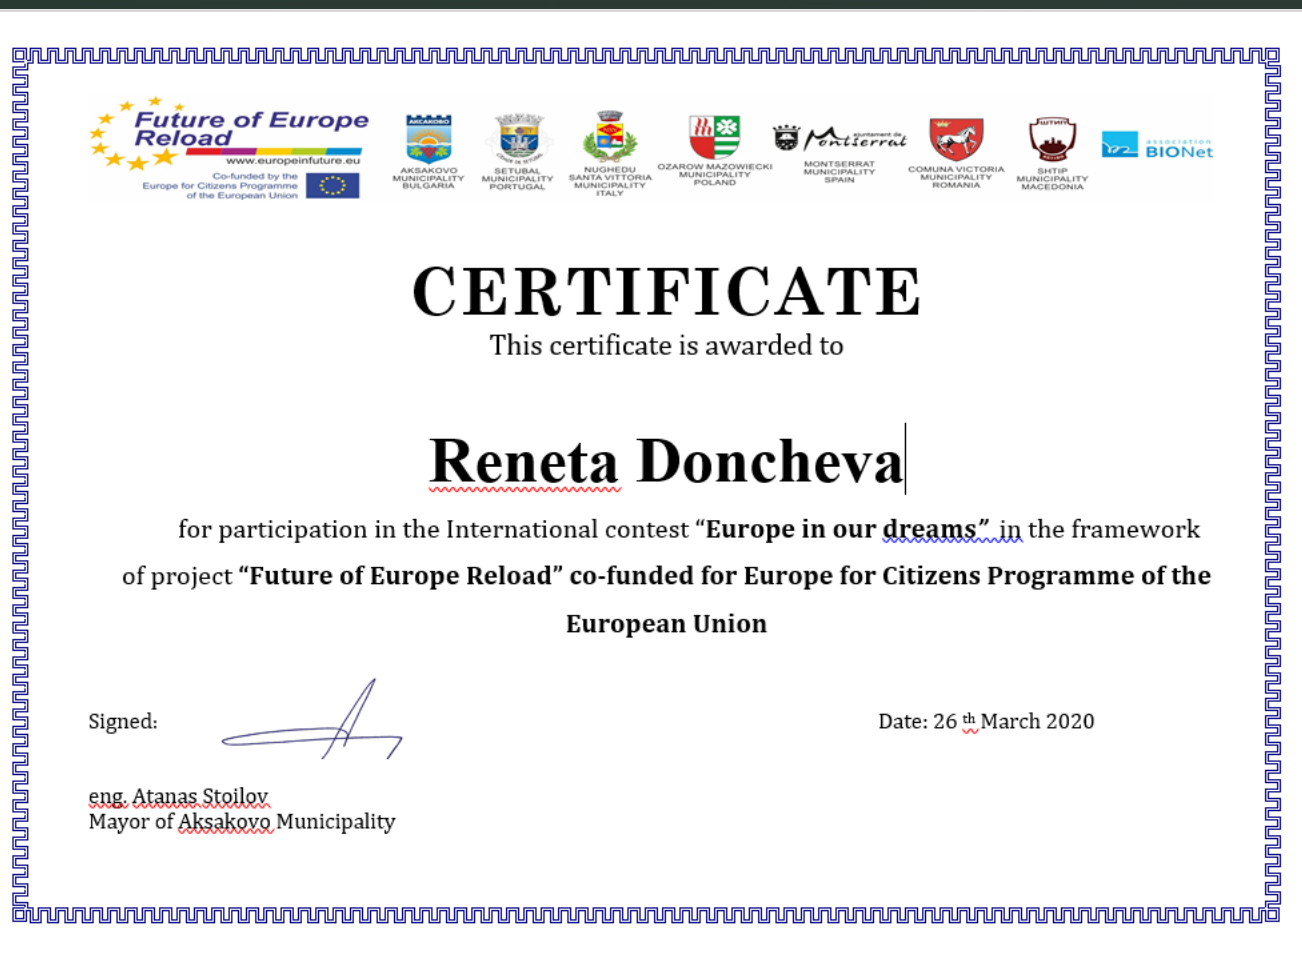 Future of Europe
Reload
www.europeinfuture.eu
Co-funded by the
Europe for Citizens Programme
of the European Union
АКСАКОВО
AKSAKOVO
MUNICIPALITY
BULGARIA
SETUBAL
MUNICIPALITY
PORTUGAL
NUGHEDU
SANTA VITTORIA
MUNICIPALITY
ITALY
OZAROW MAZOWIECKI
MUNICIPALITY
POLAND
ajuntament de
Montserrat
MONTSERRAT
MUNICIPALITY
SPAIN
COMUNA VICTORIA
MUNICIPALITY
ROMANIA
ШТИП
SHTIP
MUNICIPALITY
MACEDONIA
association
BIONet
CERTIFICATE
This certificate is awarded to
Reneta Doncheva
for participation in the International contest “Europe in our dreams” in the framework
of project “Future of Europe Reload” co-funded for Europe for Citizens Programme of the
European Union
Signed:
Date: 26 th March 2020
eng. Atanas Stoilov
Mayor of Aksakovo Municipality